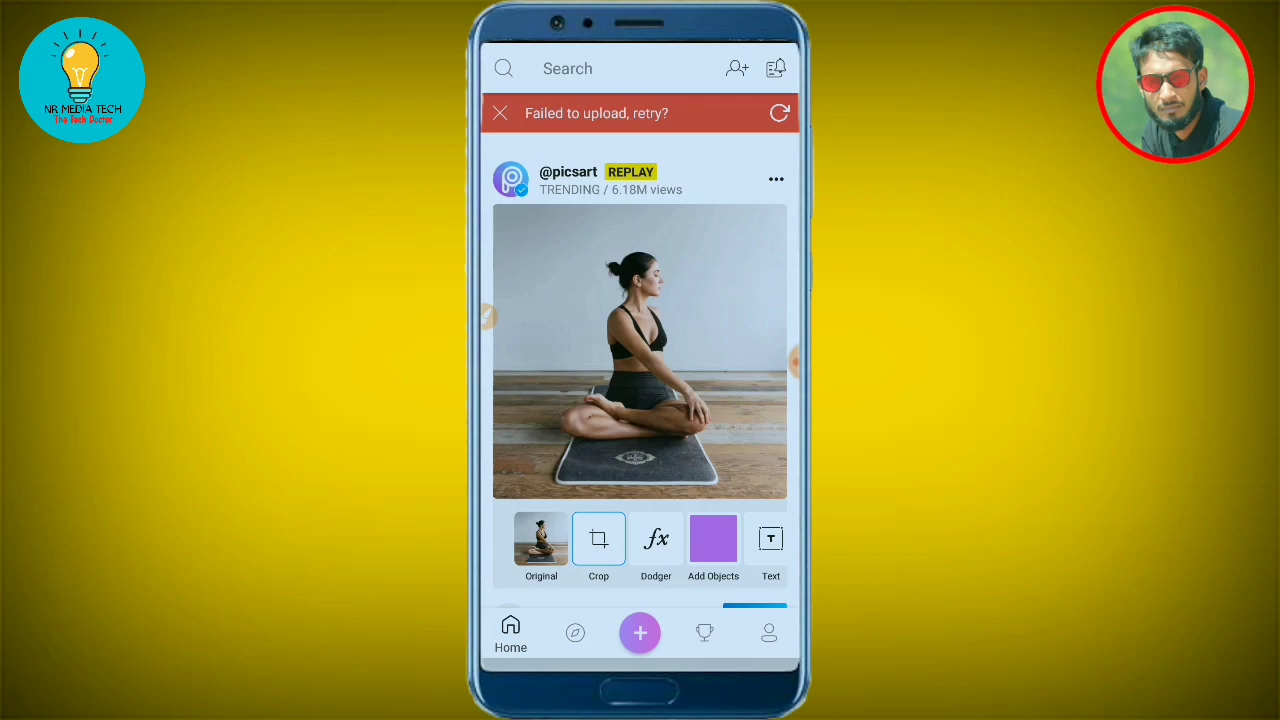 NR MEDIA TECH
The Tech Doctor
Search
Failed to upload, retry?
@picsart REPLAY
TRENDING / 6.18M views
Original
Crop
fx
Dodger
Add Objects
T
Text
Home